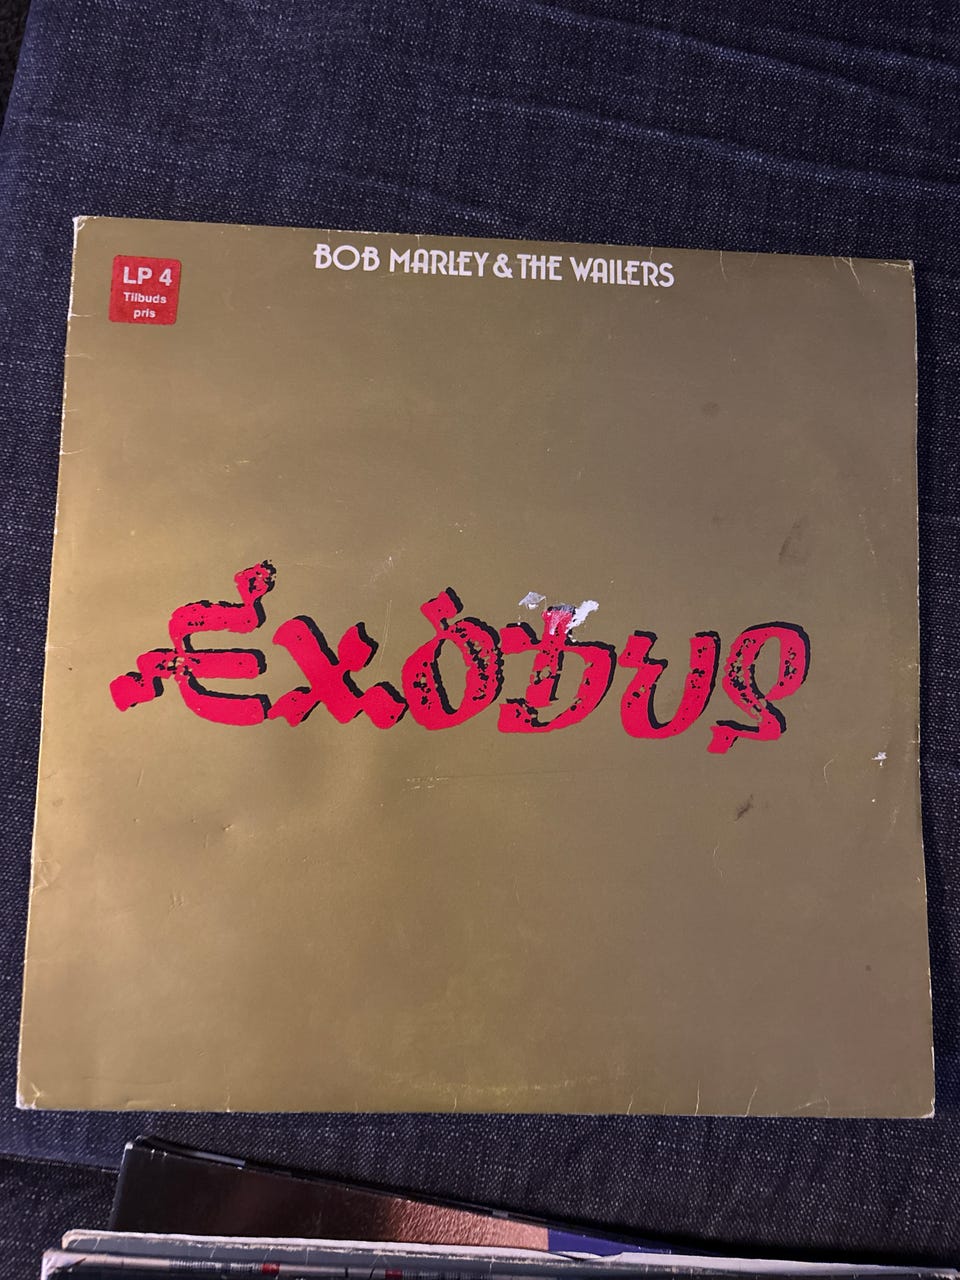 BOB MARLEY & THE WAILERS
LP 4
Tilbuds
pris
EXODUS